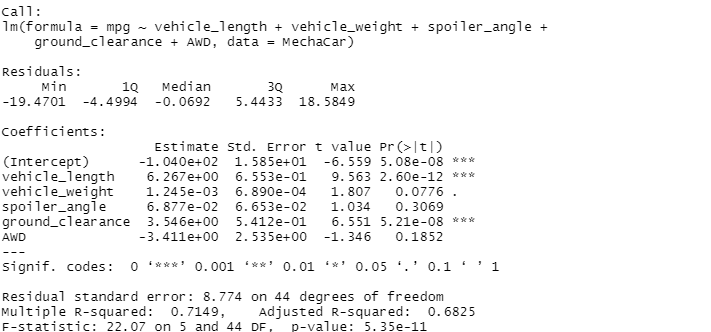 Call:
lm(formula = mpg ~ vehicle_length + vehicle_weight + spoiler_angle +
    ground_clearance + AWD, data = MechaCar)

Residuals:
     Min       1Q   Median       3Q      Max
-19.4701  -4.4994  -0.0692   5.4433  18.5849

Coefficients:
                   Estimate Std. Error t value Pr(>|t|)
(Intercept)      -1.040e+02  1.585e+01  -6.559 5.08e-08 ***
vehicle_length    6.267e+00  6.553e-01   9.563 2.60e-12 ***
vehicle_weight    1.245e-03  6.890e-04   1.807   0.0776 .
spoiler_angle     6.877e-02  6.653e-02   1.034   0.3069
ground_clearance  3.546e+00  5.412e-01   6.551 5.21e-08 ***
AWD              -3.411e+00  2.535e+00  -1.346   0.1852
---
Signif. codes:  0 ‘***’ 0.001 ‘**’ 0.01 ‘*’ 0.05 ‘.’ 0.1 ‘ ’ 1

Residual standard error: 8.774 on 44 degrees of freedom
Multiple R-squared:  0.7149,    Adjusted R-squared:  0.6825
F-statistic: 22.07 on 5 and 44 DF,  p-value: 5.35e-11